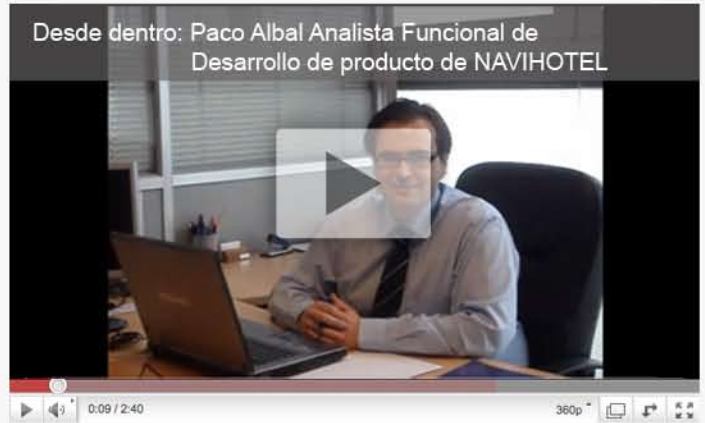 Desde dentro: Paco Albal Analista Funcional de
Desarrollo de producto de NAVIHOTEL
0:09 / 2:40
360p